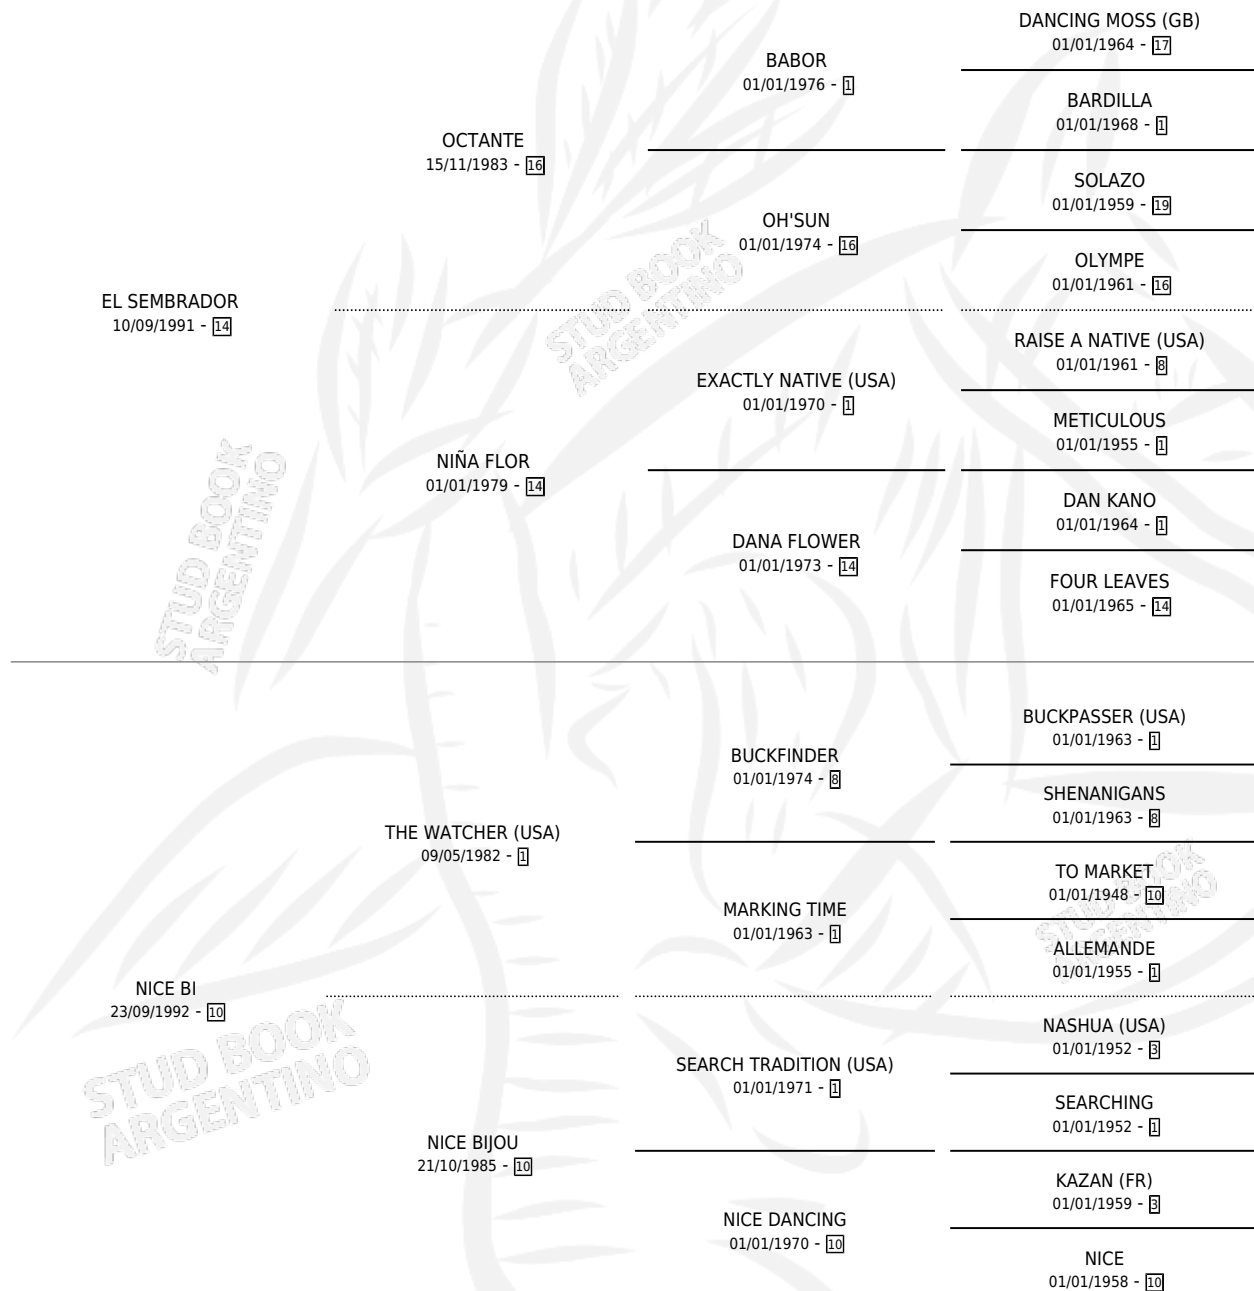 DANCING MOSS (GB)
01/01/1964 - 17
BABOR
01/01/1976 - 1
BARDILLA
01/01/1968 - 1
OCTANTE
15/11/1983 - 16
SOLAZO
01/01/1959 - 19
OH'SUN
01/01/1974 - 16
OLYMPE
01/01/1961 - 16
EL SEMBRADOR
10/09/1991 - 14
RAISE A NATIVE (USA)
01/01/1961 - 8
EXACTLY NATIVE (USA)
01/01/1970 - 1
METICULOUS
01/01/1955 - 1
NIÑA FLOR
01/01/1979 - 14
DAN KANO
01/01/1964 - 1
DANA FLOWER
01/01/1973 - 14
FOUR LEAVES
01/01/1965 - 14
BUCKPASSER (USA)
01/01/1963 - 1
BUCKFINDER
01/01/1974 - 8
SHENANIGANS
01/01/1963 - 8
THE WATCHER (USA)
09/05/1982 - 1
TO MARKET
01/01/1948 - 10
MARKING TIME
01/01/1963 - 1
ALLEMANDE
01/01/1955 - 1
NICE BI
23/09/1992 - 10
NASHUA (USA)
01/01/1952 - 3
SEARCH TRADITION (USA)
01/01/1971 - 1
SEARCHING
01/01/1952 - 1
NICE BIJOU
21/10/1985 - 10
KAZAN (FR)
01/01/1959 - 3
NICE DANCING
01/01/1970 - 10
NICE
01/01/1958 - 10
STUD BOOK
ARGENTINO
STUD BOOK
ARGENTINO
STUD BOOK
ARGENTINO
STUD BOOK
ARGENTINO